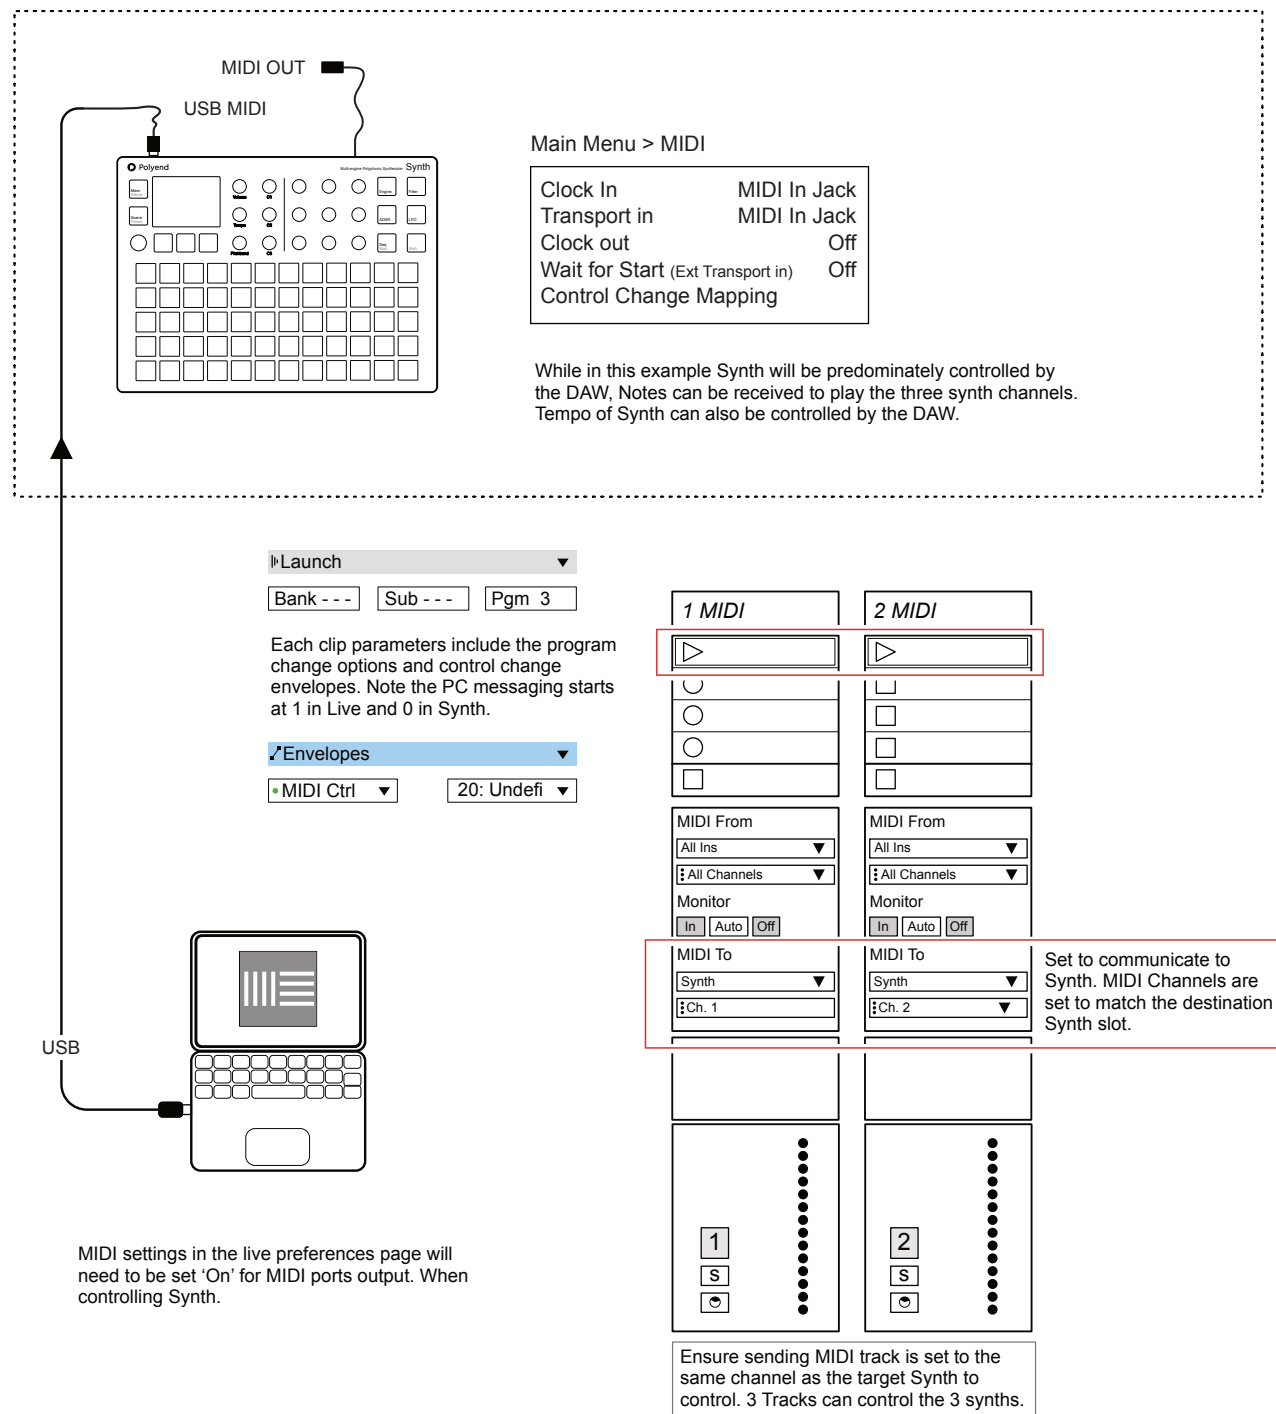 MIDI OUT
USB MIDI
Polyend
Multi-engine Polyphonic Synthesizer Synth
Volume
Tempo
Engine
Filter
ADSR
LFO
Main Menu > MIDI
Clock In MIDI In Jack
Transport in MIDI In Jack
Clock out Off
Wait for Start (Ext Transport in) Off
Control Change Mapping
While in this example Synth will be predominately controlled by
the DAW, Notes can be received to play the three synth channels.
Tempo of Synth can also be controlled by the DAW.
Launch
Bank - - - Sub - - - Pgm 3
Each clip parameters include the program
change options and control change
envelopes. Note the PC messaging starts
at 1 in Live and 0 in Synth.
Envelopes
MIDI Ctrl 20: Undefi
1 MIDI
2 MIDI
MIDI From
All Ins
All Channels
Monitor
In Auto Off
MIDI To
Synth
Ch. 1
MIDI From
All Ins
All Channels
Monitor
In Auto Off
MIDI To
Synth
Ch. 2
Set to communicate to
Synth. MIDI Channels are
set to match the destination
Synth slot.
USB
MIDI settings in the live preferences page will
need to be set ‘On’ for MIDI ports output. When
controlling Synth.
1
S
2
S
Ensure sending MIDI track is set to the
same channel as the target Synth to
control. 3 Tracks can control the 3 synths.